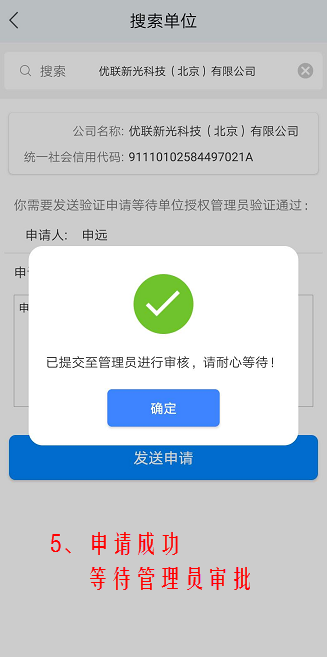 搜索单位
搜索 优联新光科技（北京）有限公司
公司名称: 优联新光科技（北京）有限公司
统一社会信用代码: 91110102584497021A
你需要发送验证申请等待单位授权管理员验证通过:
申请人: 申远
申
申
已提交至管理员进行审核，请耐心等待！
确定
发送申请
5、申请成功
等待管理员审批